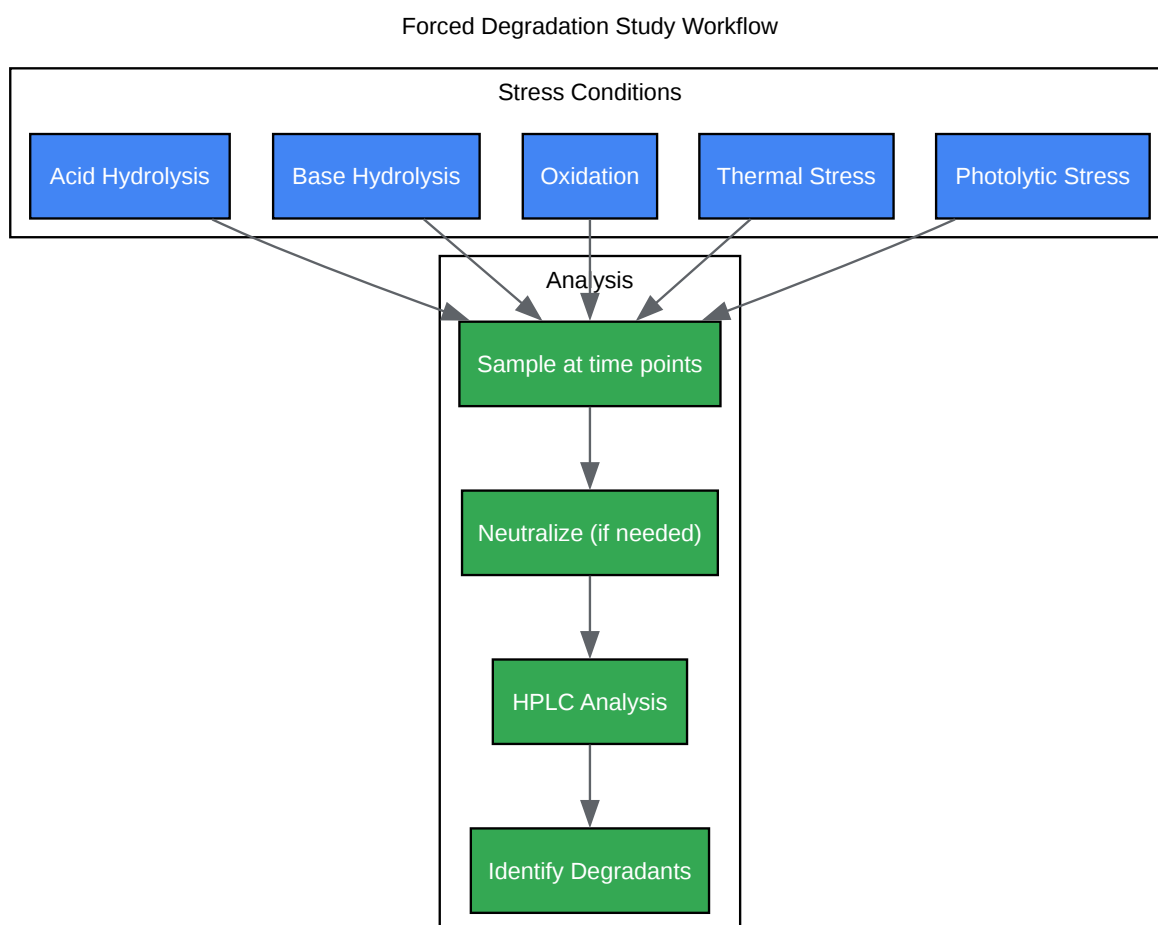 Forced Degradation Study Workflow
Stress Conditions
Acid Hydrolysis
Base Hydrolysis
Oxidation
Thermal Stress
Photolytic Stress
Analysis
Sample at time points
Neutralize (if needed)
HPLC Analysis
Identify Degradants